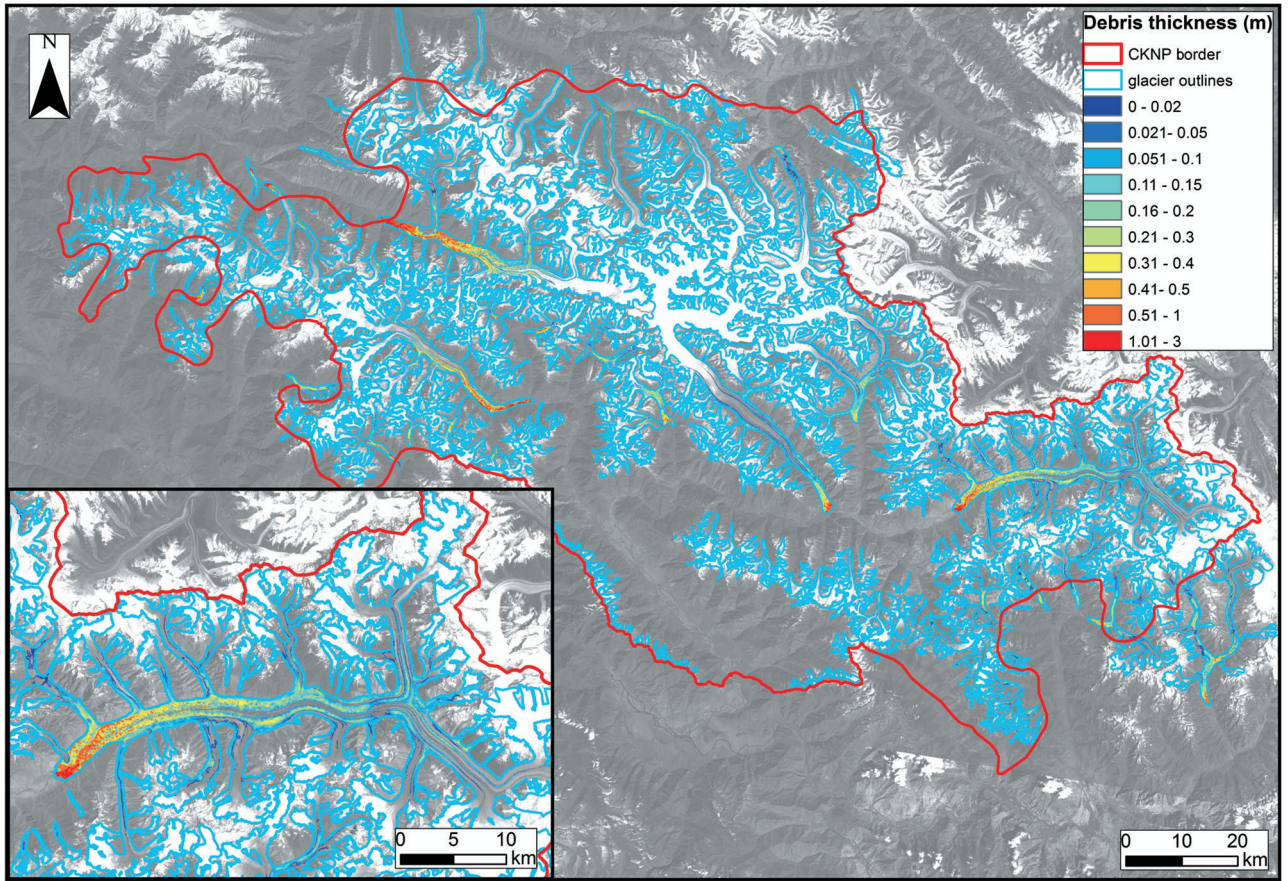 N
Debris thickness (m)
CKNP border
glacier outlines
0 - 0.02
0.021- 0.05
0.051 - 0.1
0.11 - 0.15
0.16 - 0.2
0.21 - 0.3
0.31 - 0.4
0.41- 0.5
0.51 - 1
1.01 - 3
0 5 10
km
0 10 20
km